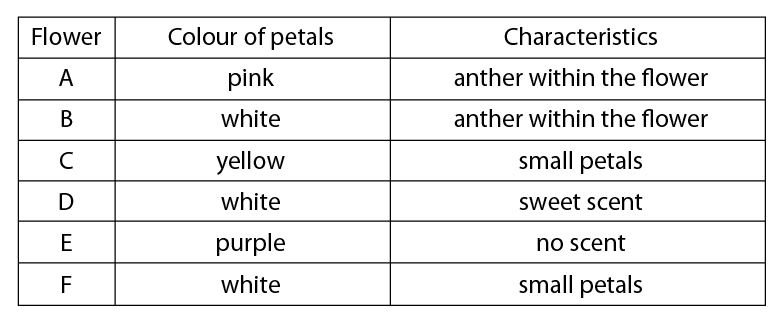 Flower Colour of petals Characteristics
A pink anther within the flower
B white anther within the flower
C yellow small petals
D white sweet scent
E purple no scent
F white small petals